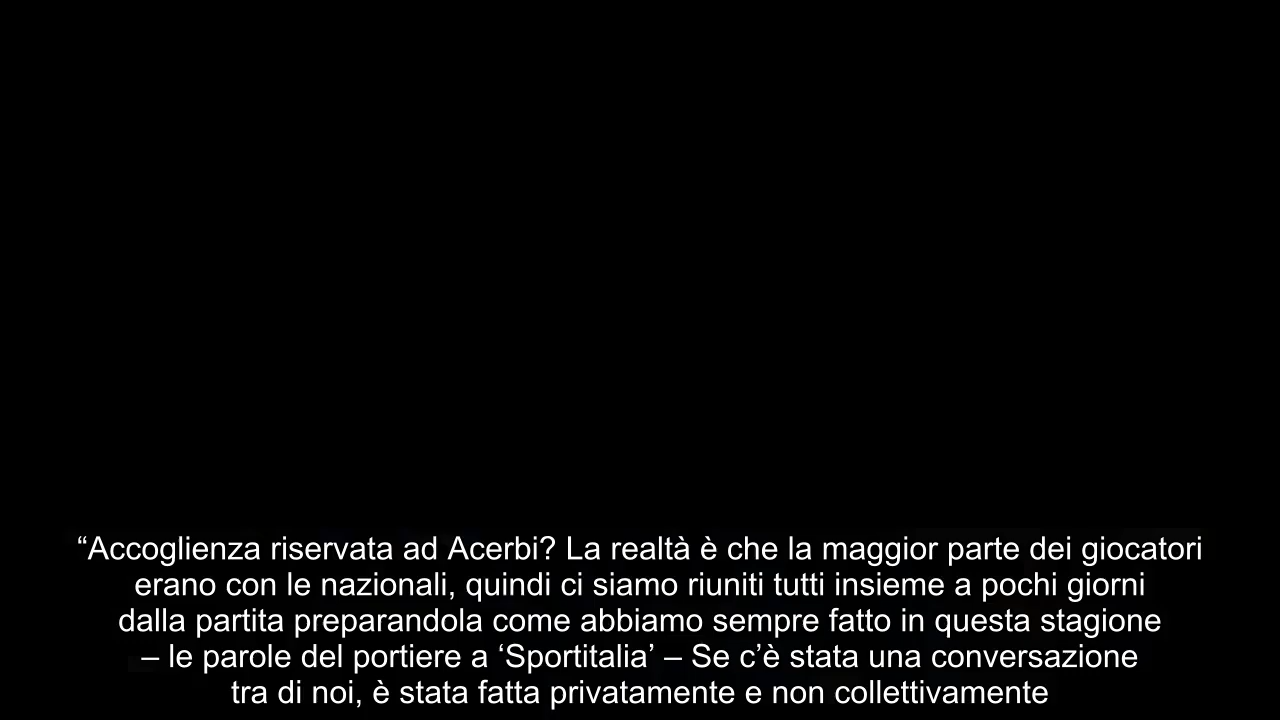 “Accoglienza riservata ad Acerbi? La realtà è che la maggior parte dei giocatori
erano con le nazionali, quindi ci siamo riuniti tutti insieme a pochi giorni
dalla partita preparandola come abbiamo sempre fatto in questa stagione
– le parole del portiere a ‘Sportitalia’ – Se c’è stata una conversazione
tra di noi, è stata fatta privatamente e non collettivamente